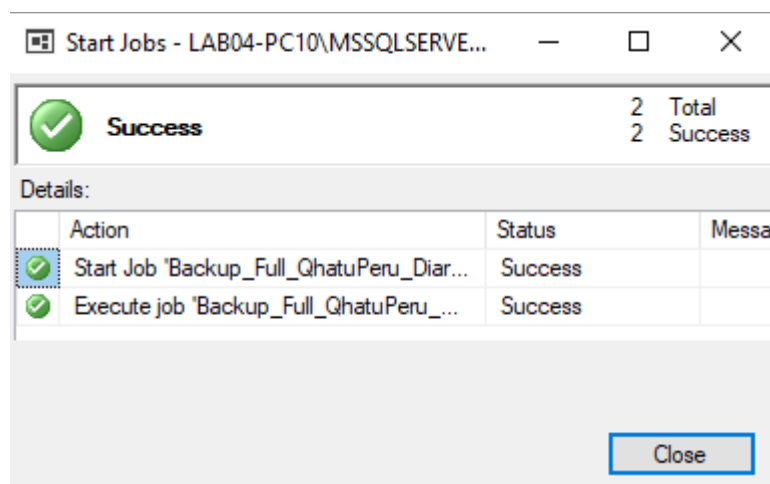 Start Jobs - LAB04-PC10\MSSQLSERVE...
Success
2 Total
2 Success
Details:
Action Status Messa
Start Job 'Backup_Full_QhatuPeru_Diar... Success
Execute job 'Backup_Full_QhatuPeru_... Success
Close